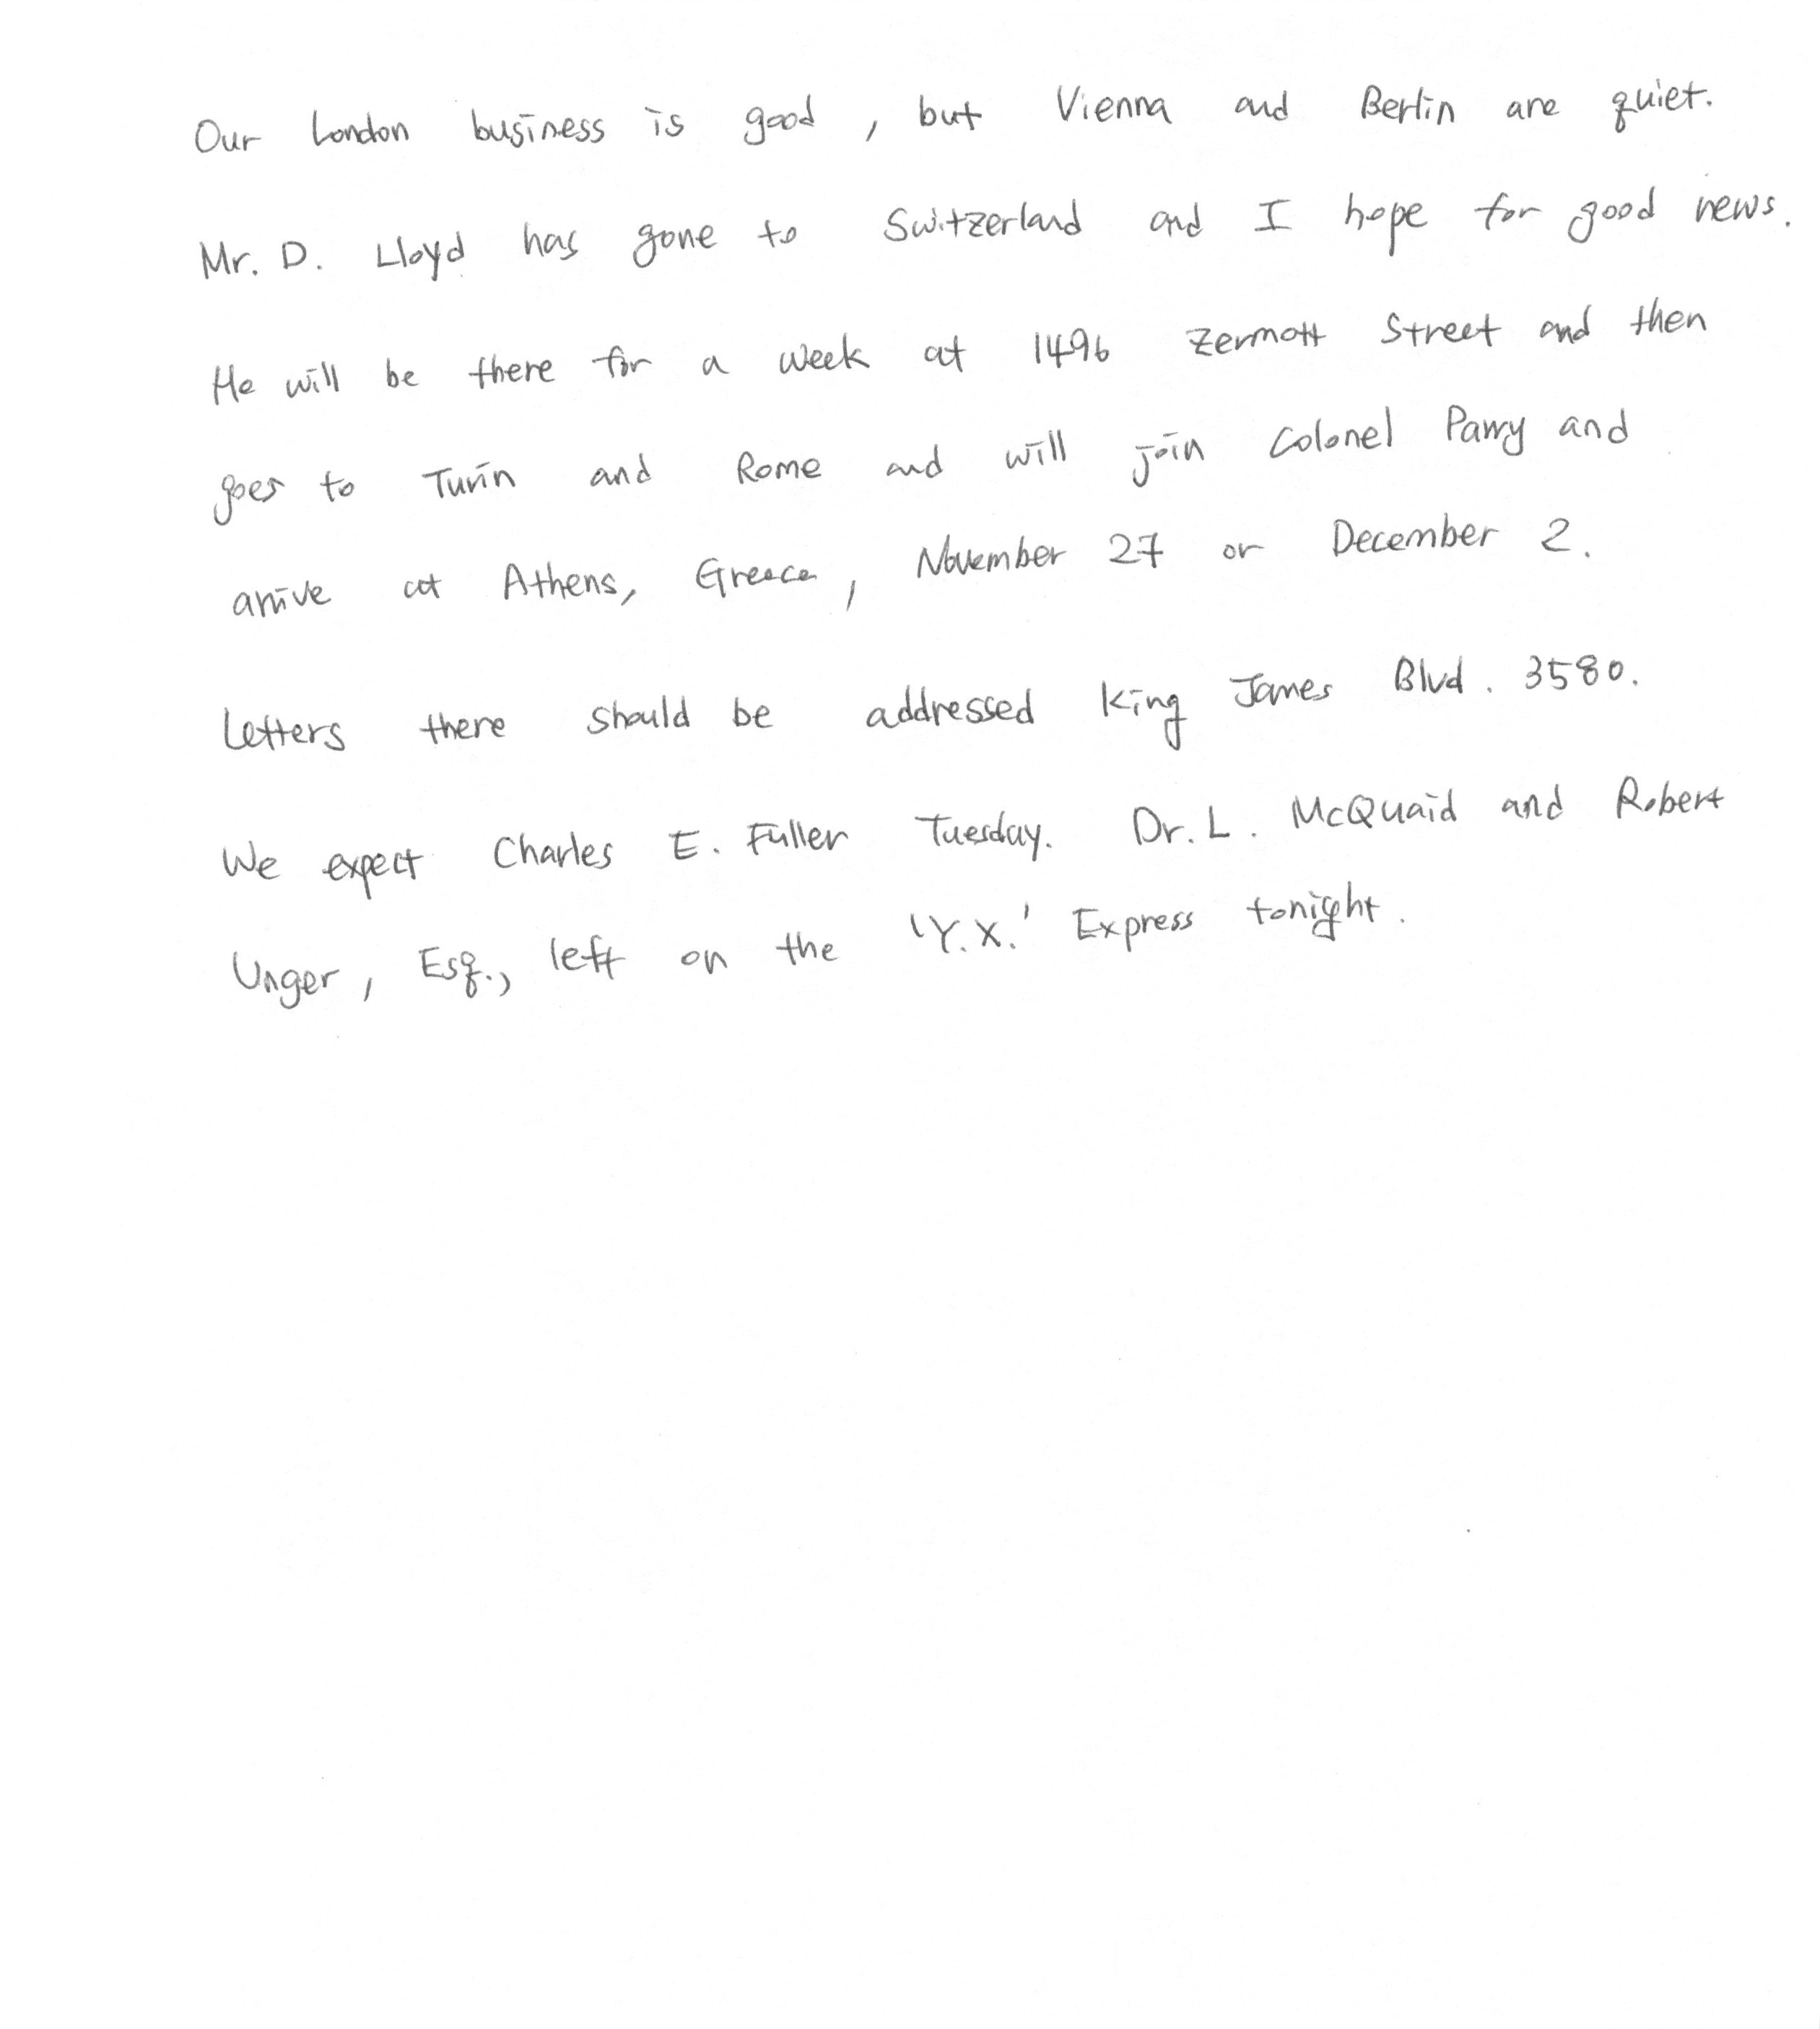 Our London business is good, but Vienna and Berlin are quiet.
Mr. D. Lloyd has gone to Switzerland and I hope for good news.
He will be there for a week at 1496 Zermott Street and then
goes to Turin and Rome and will join Colonel Parry and
arrive at Athens, Greece, November 27 or December 2.
Letters there should be addressed King James Blvd. 3580.
We expect Charles E. Fuller Tuesday. Dr. L. McQuaid and Robert
Unger, Esq., left on the 'Y.X.' Express tonight.